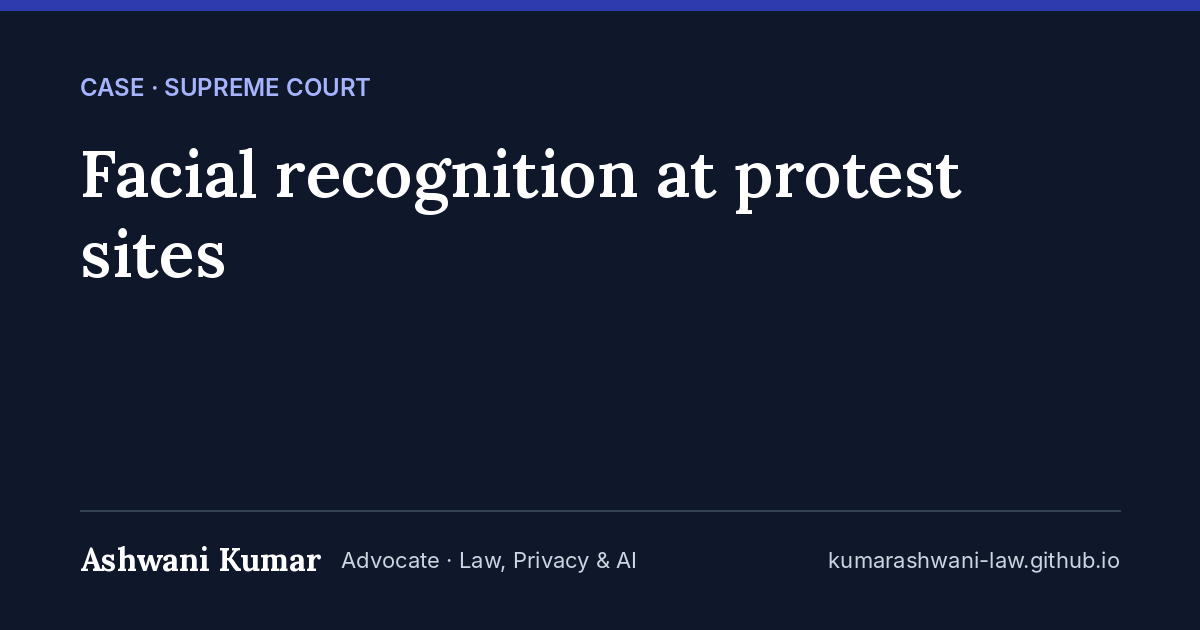 CASE · SUPREME COURT
Facial recognition at protest
sites
Ashwani Kumar Advocate · Law, Privacy & AI kumarashwani-law.github.io